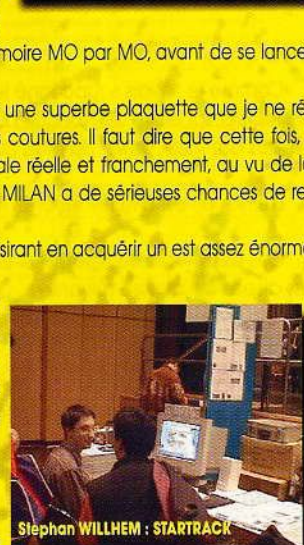 moire MO par MO, avant de se lance
une superbe plaquette que je ne ré
coutures. Il faut dire que cette fois,
ale réelle et franchement, au vu de l
MILAN a de sérieuses chances de re
sirant en acquérir un est assez énorm
Stephan WILLHEM : STARTRACK